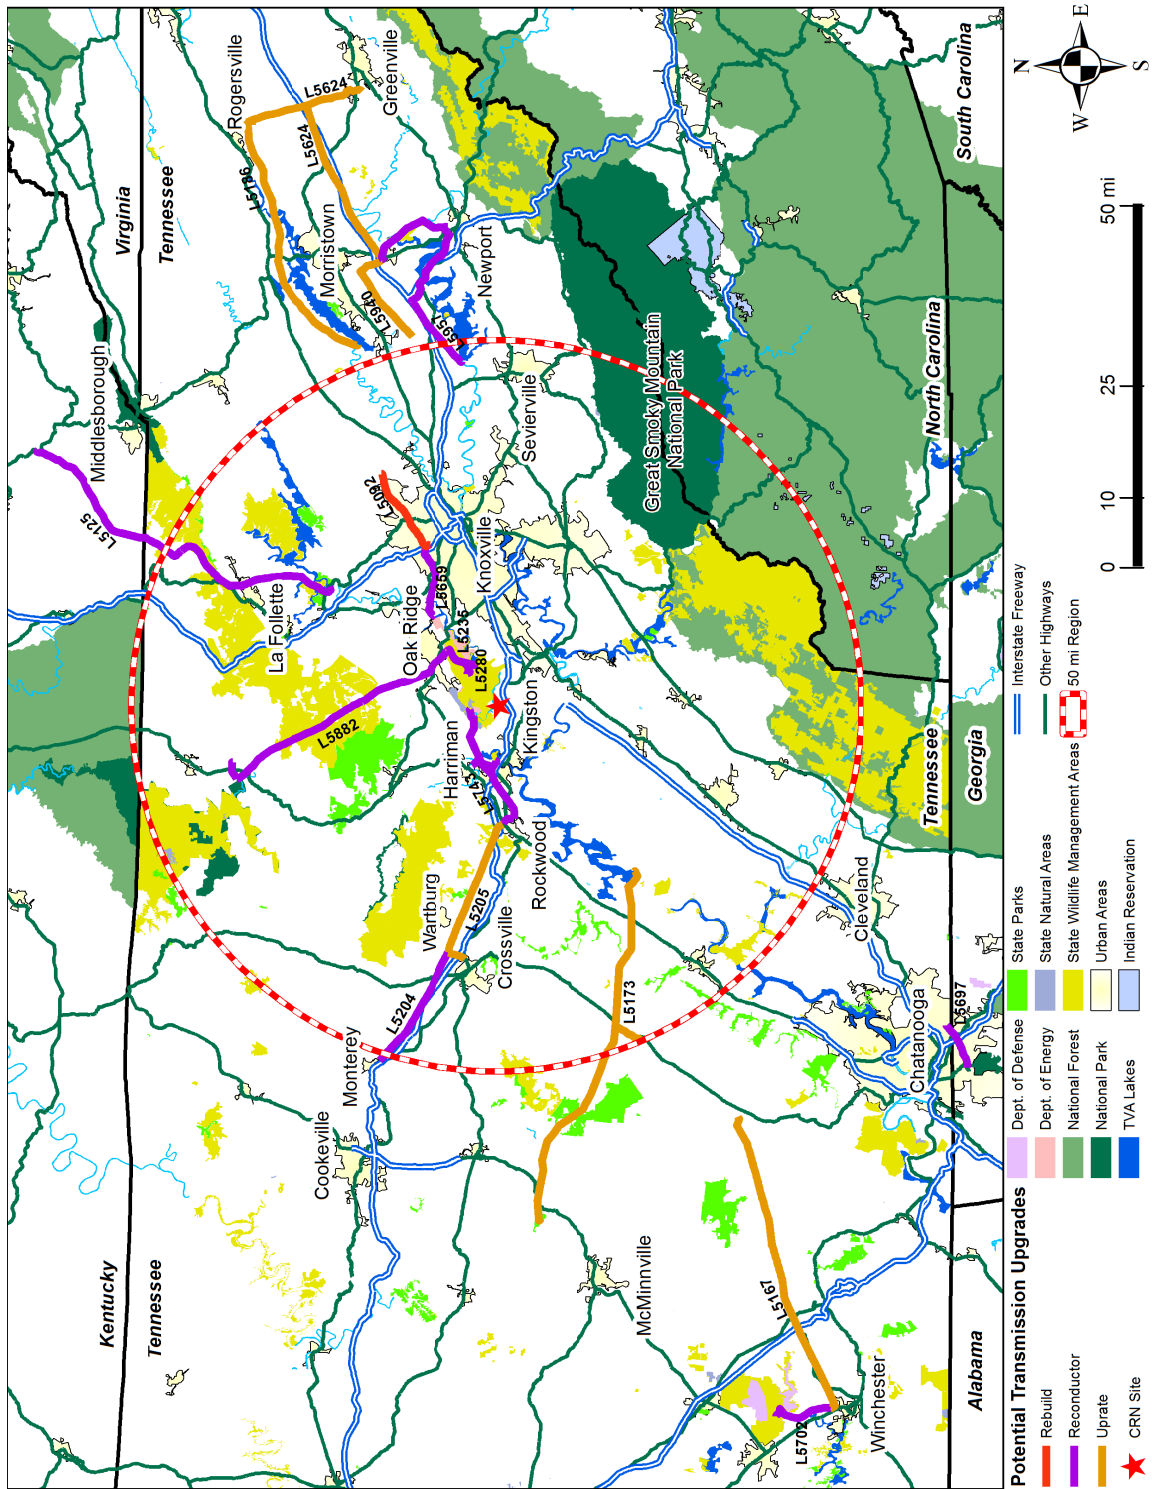 Kentucky
Tennessee
Virginia
Tennessee
Middlesborough
Rogersville
Greenville
L5125
L5186
L5624
L5624
Morristown
L5940
L5951
Newport
La Follette
L5882
L5092
L5659
Oak Ridge
L5235
L5280
Knoxville
Sevierville
Great Smoky Mountain
National Park
Cookeville
Monterey
L5204
Wartburg
L5205
Crossville
Harriman
L5743
Kingston
Rockwood
L5173
McMinnville
L5167
L5702
Winchester
Cleveland
Chatanooga
L5697
Alabama
Tennessee
Georgia
North Carolina
South Carolina
Potential Transmission Upgrades
Rebuild
Reconductor
Uprate
CRN Site
Dept. of Defense
Dept. of Energy
National Forest
National Park
TVA Lakes
State Parks
State Natural Areas
State Wildlife Management Areas
Urban Areas
Indian Reservation
Interstate Freeway
Other Highways
50 mi Region
0
10
25
50 mi
N
W
E
S